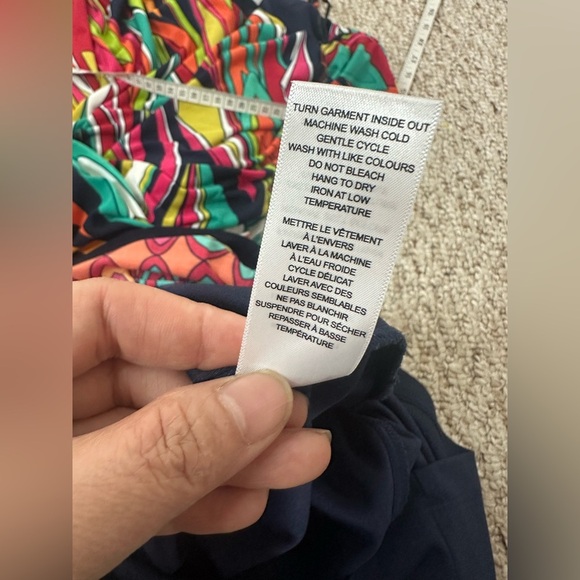 TURN GARMENT INSIDE OUT
MACHINE WASH COLD
GENTLE CYCLE
WASH WITH LIKE COLOURS
DO NOT BLEACH
HANG TO DRY
IRON AT LOW
TEMPERATURE
METTRE LE VÊTEMENT
À L'ENVERS
LAVER À LA MACHINE
À L'EAU FROIDE
CYCLE DÉLICAT
LAVER AVEC DES
COULEURS SEMBLABLES
NE PAS BLANCHIR
SUSPENDRE POUR SÉCHER
REPASSER À BASSE
TEMPÉRATURE